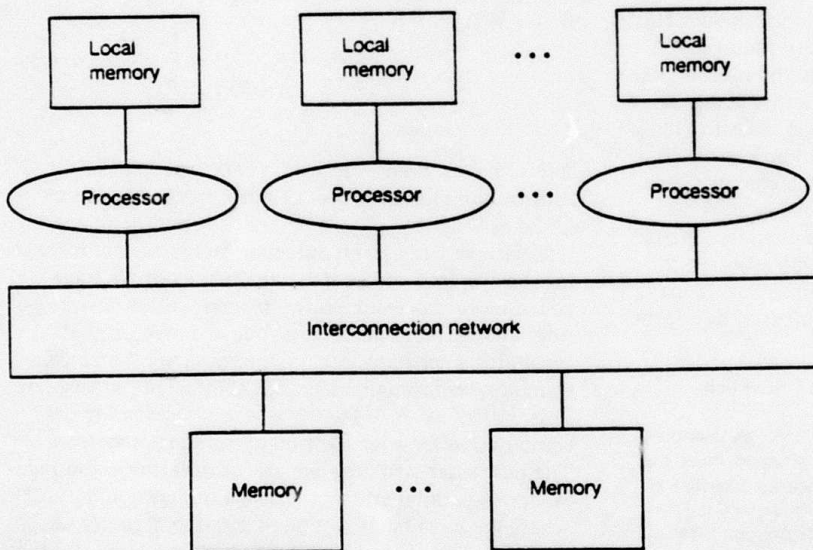 Local
memory
Local
memory
• • •
Local
memory
Processor
Processor
• • •
Processor
Interconnection network
Memory
• • •
Memory